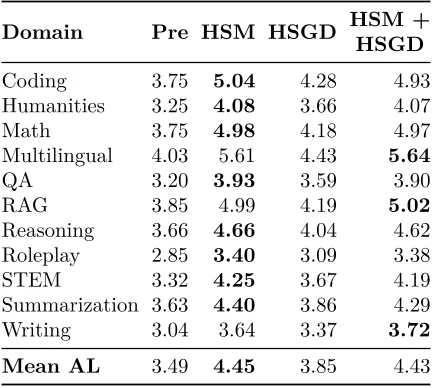 Domain Pre HSM HSGD HSM + HSGD
Coding 3.75 5.04 4.28 4.93
Humanities 3.25 4.08 3.66 4.07
Math 3.75 4.98 4.18 4.97
Multilingual 4.03 5.61 4.43 5.64
QA 3.20 3.93 3.59 3.90
RAG 3.85 4.99 4.19 5.02
Reasoning 3.66 4.66 4.04 4.62
Roleplay 2.85 3.40 3.09 3.38
STEM 3.32 4.25 3.67 4.19
Summarization 3.63 4.40 3.86 4.29
Writing 3.04 3.64 3.37 3.72
Mean AL 3.49 4.45 3.85 4.43